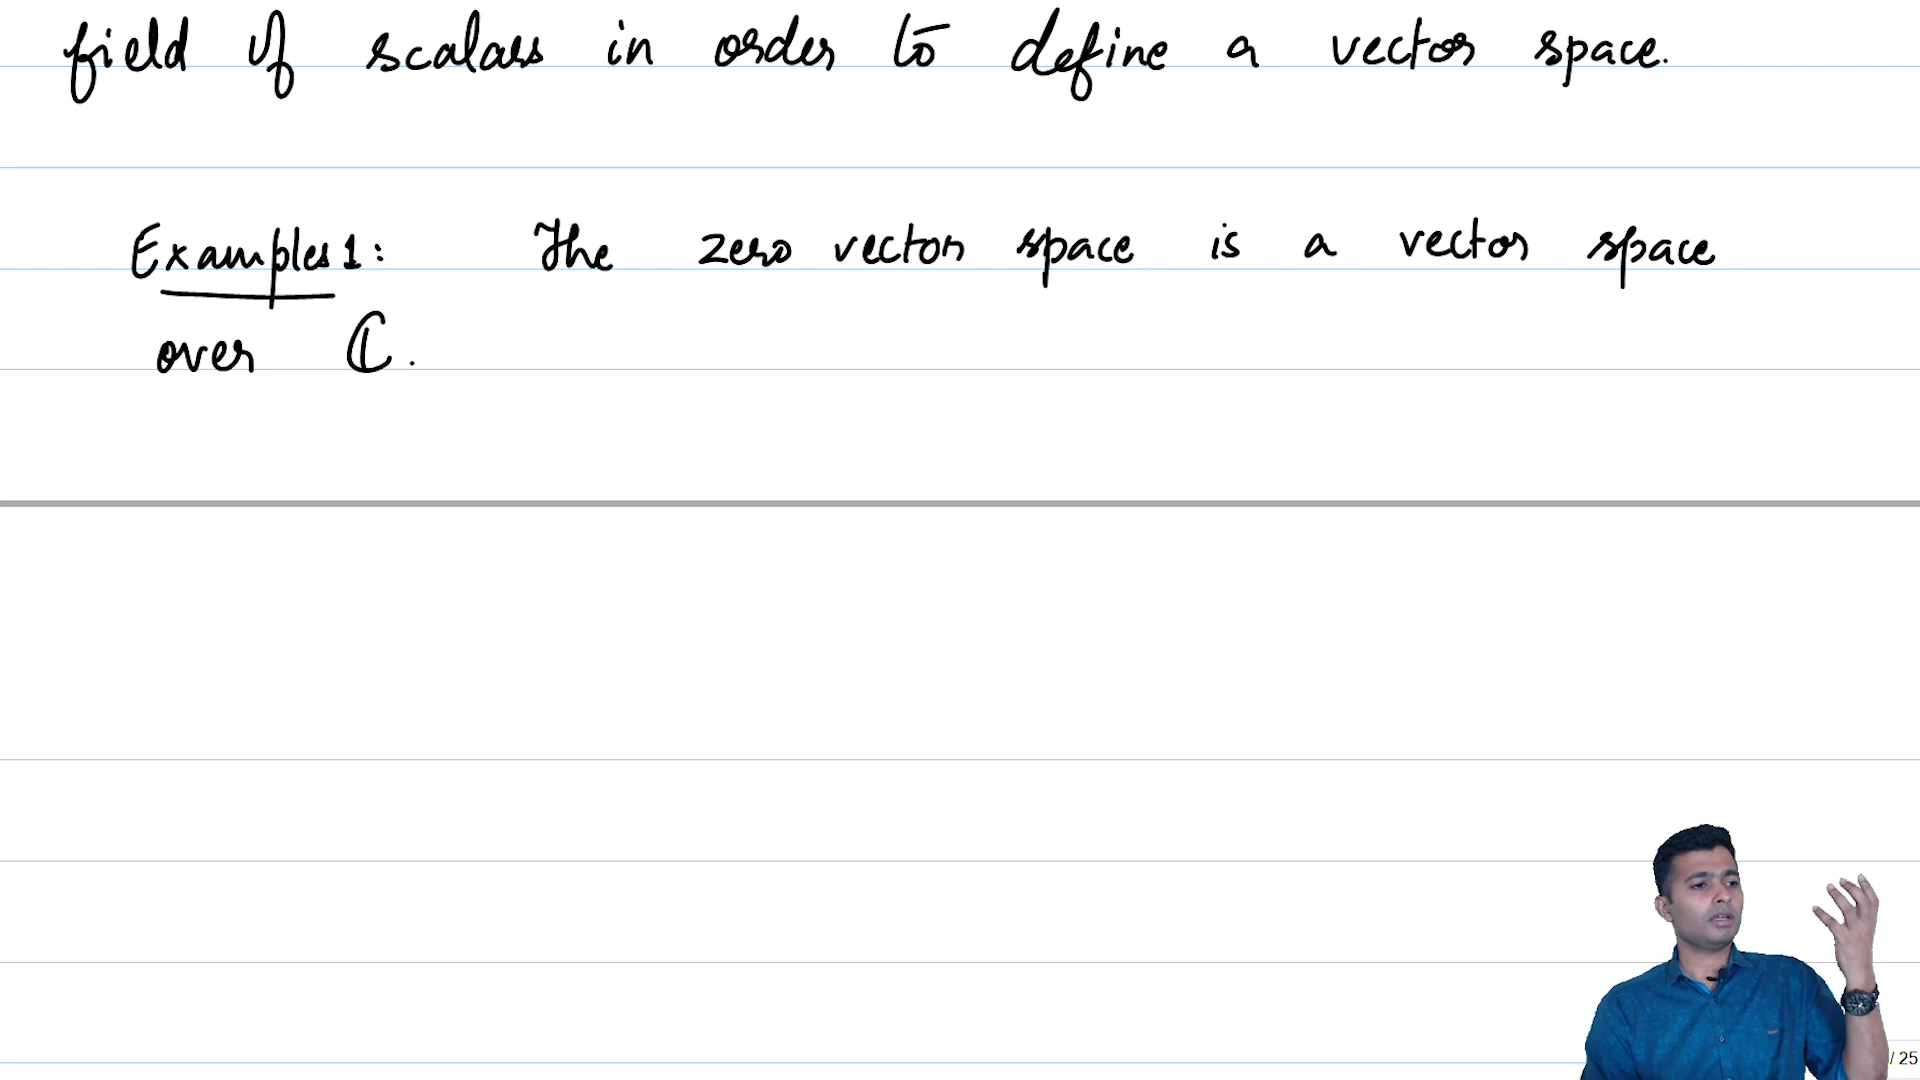 field of scalars in order to define a vector space.
Examples 1: The zero vector space is a vector space
over ℂ.
/ 25